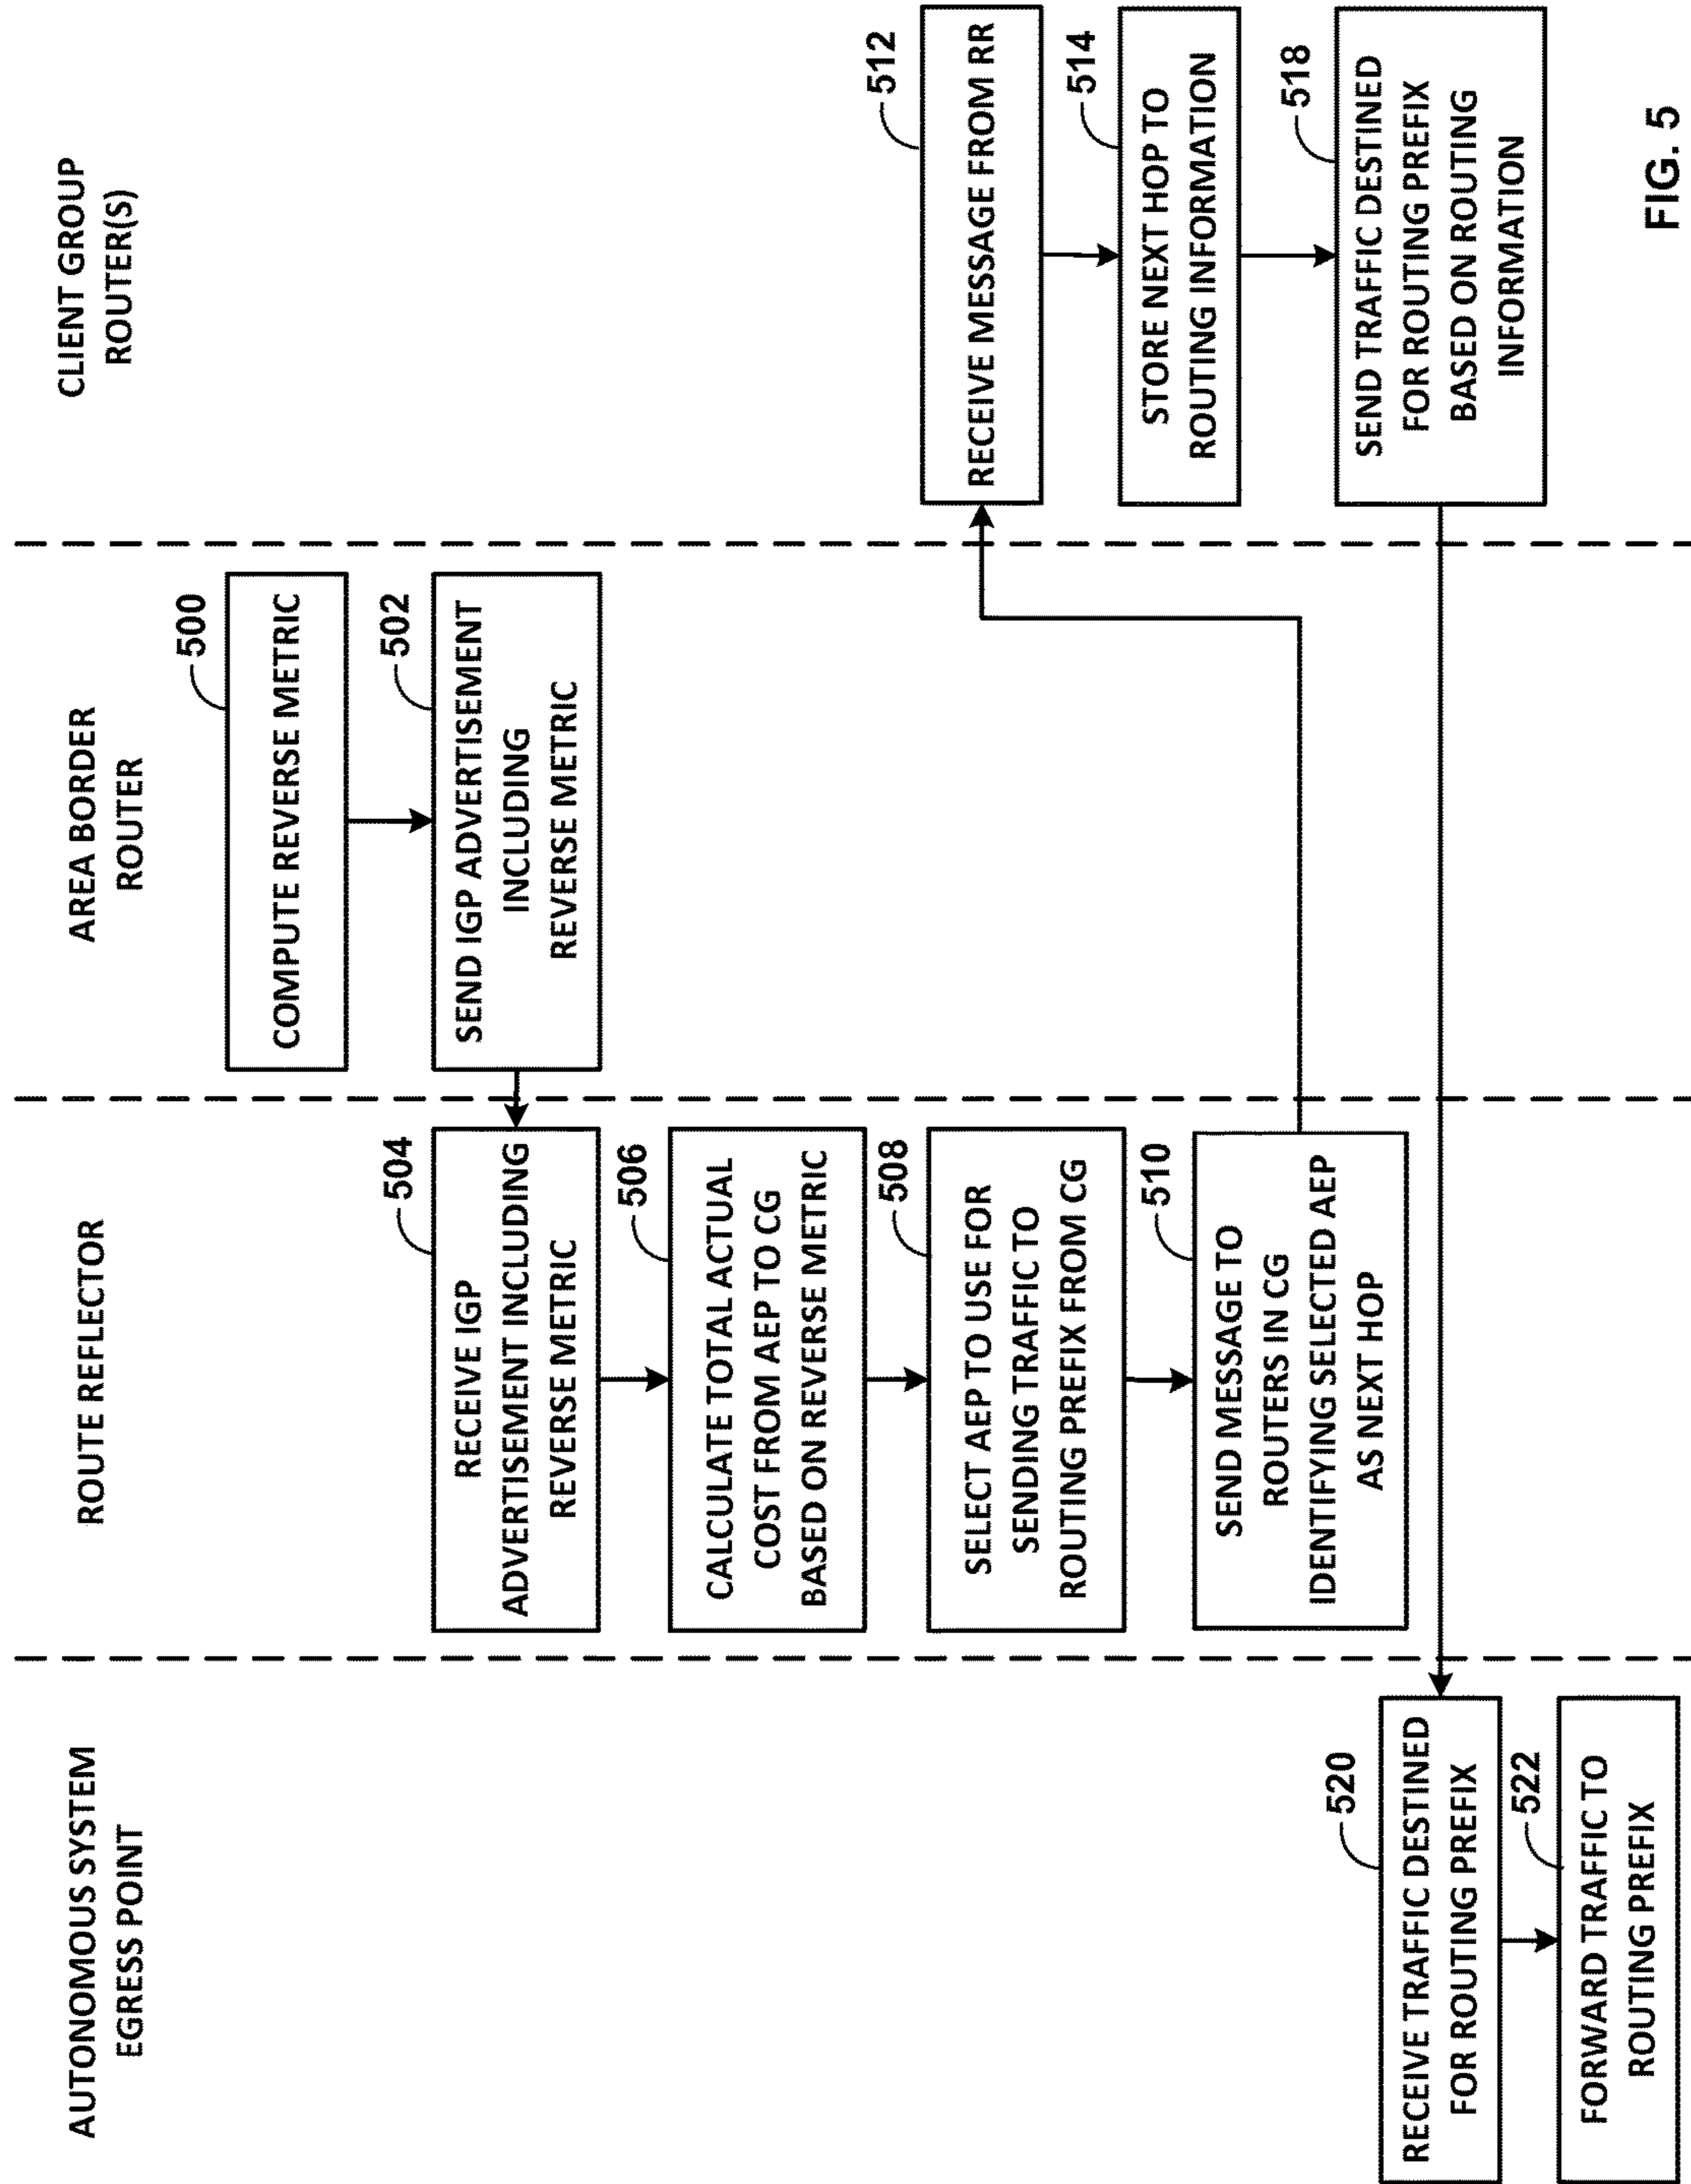 AUTONOMOUS SYSTEM
EGRESS POINT
ROUTE REFLECTOR
AREA BORDER
ROUTER
CLIENT GROUP
ROUTER(S)
500
COMPUTE REVERSE METRIC
502
SEND IGP ADVERTISEMENT
INCLUDING
REVERSE METRIC
504
RECEIVE IGP
ADVERTISEMENT INCLUDING
REVERSE METRIC
506
CALCULATE TOTAL ACTUAL
COST FROM AEP TO CG
BASED ON REVERSE METRIC
508
SELECT AEP TO USE FOR
SENDING TRAFFIC TO
ROUTING PREFIX FROM CG
510
SEND MESSAGE TO
ROUTERS IN CG
IDENTIFYING SELECTED AEP
AS NEXT HOP
512
RECEIVE MESSAGE FROM RR
514
STORE NEXT HOP TO
ROUTING INFORMATION
518
SEND TRAFFIC DESTINED
FOR ROUTING PREFIX
BASED ON ROUTING
INFORMATION
520
RECEIVE TRAFFIC DESTINED
FOR ROUTING PREFIX
522
FORWARD TRAFFIC TO
ROUTING PREFIX
FIG. 5